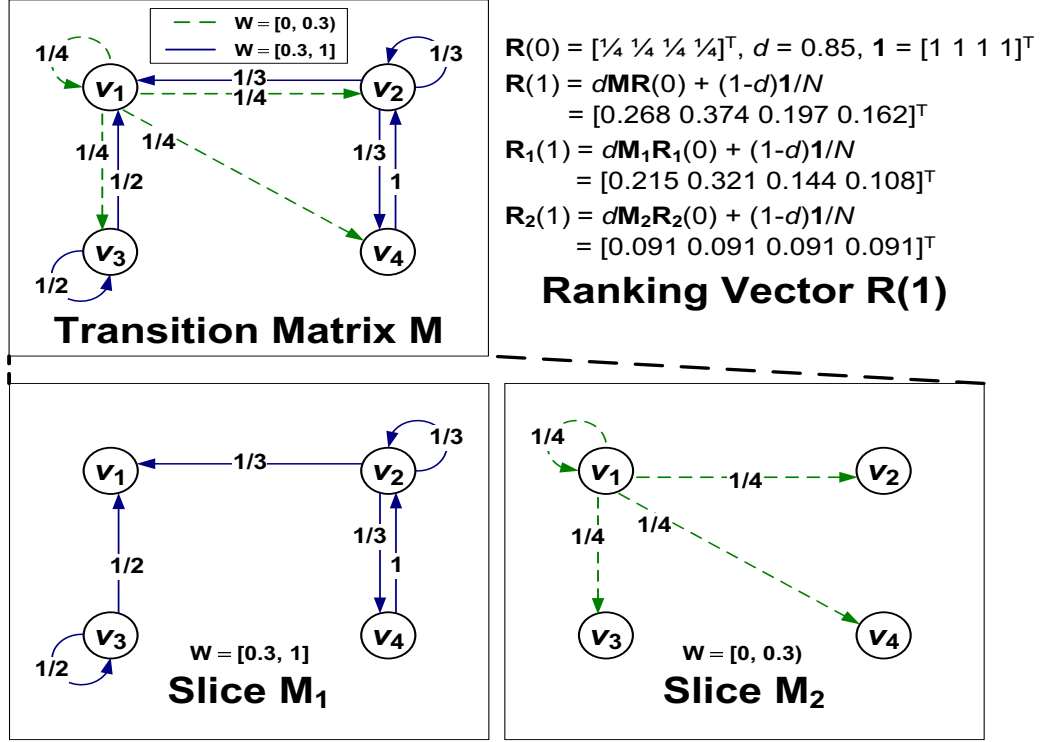 W = [0, 0.3)
W = [0.3, 1]
1/4
1/3
v1
1/3
1/4
v2
1/4
1/4
1/3
1
1/2
v3
v4
1/2
Transition Matrix M
R(0) = [¼ ¼ ¼ ¼]ᵀ, d = 0.85, 1 = [1 1 1 1]ᵀ
R(1) = dMR(0) + (1-d)1/N
= [0.268 0.374 0.197 0.162]ᵀ
R₁(1) = dM₁R₁(0) + (1-d)1/N
= [0.215 0.321 0.144 0.108]ᵀ
R₂(1) = dM₂R₂(0) + (1-d)1/N
= [0.091 0.091 0.091 0.091]ᵀ
Ranking Vector R(1)
1/3
v1
1/3
v2
1/3
1/2
1
v3
v4
1/2
W = [0.3, 1]
Slice M₁
1/4
v1
1/4
v2
1/4
1/4
v3
v4
W = [0, 0.3)
Slice M₂